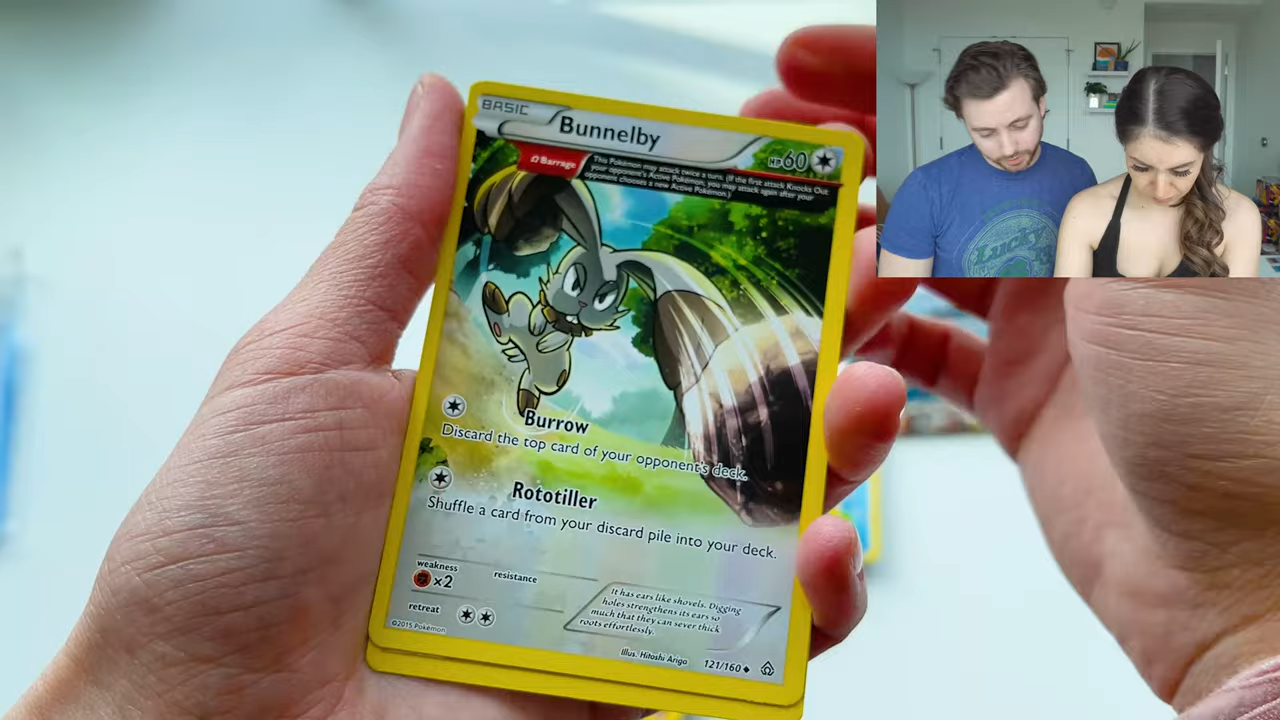 BASIC
Bunnelby
HP60
Ω Barrage
This Pokémon may attack twice a turn. (If the first attack Knocks Out
your opponent's Active Pokémon, you may attack again after your
opponent chooses a new Active Pokémon.)
Burrow
Discard the top card of your opponent's deck.
Rototiller
Shuffle a card from your discard pile into your deck.
weakness
×2
resistance
retreat
It has ears like shovels. Digging
holes strengthens its ears so
much that they can sever thick
roots effortlessly.
©2015 Pokémon
Illus. Hitoshi Ariga
121/160
Lucky